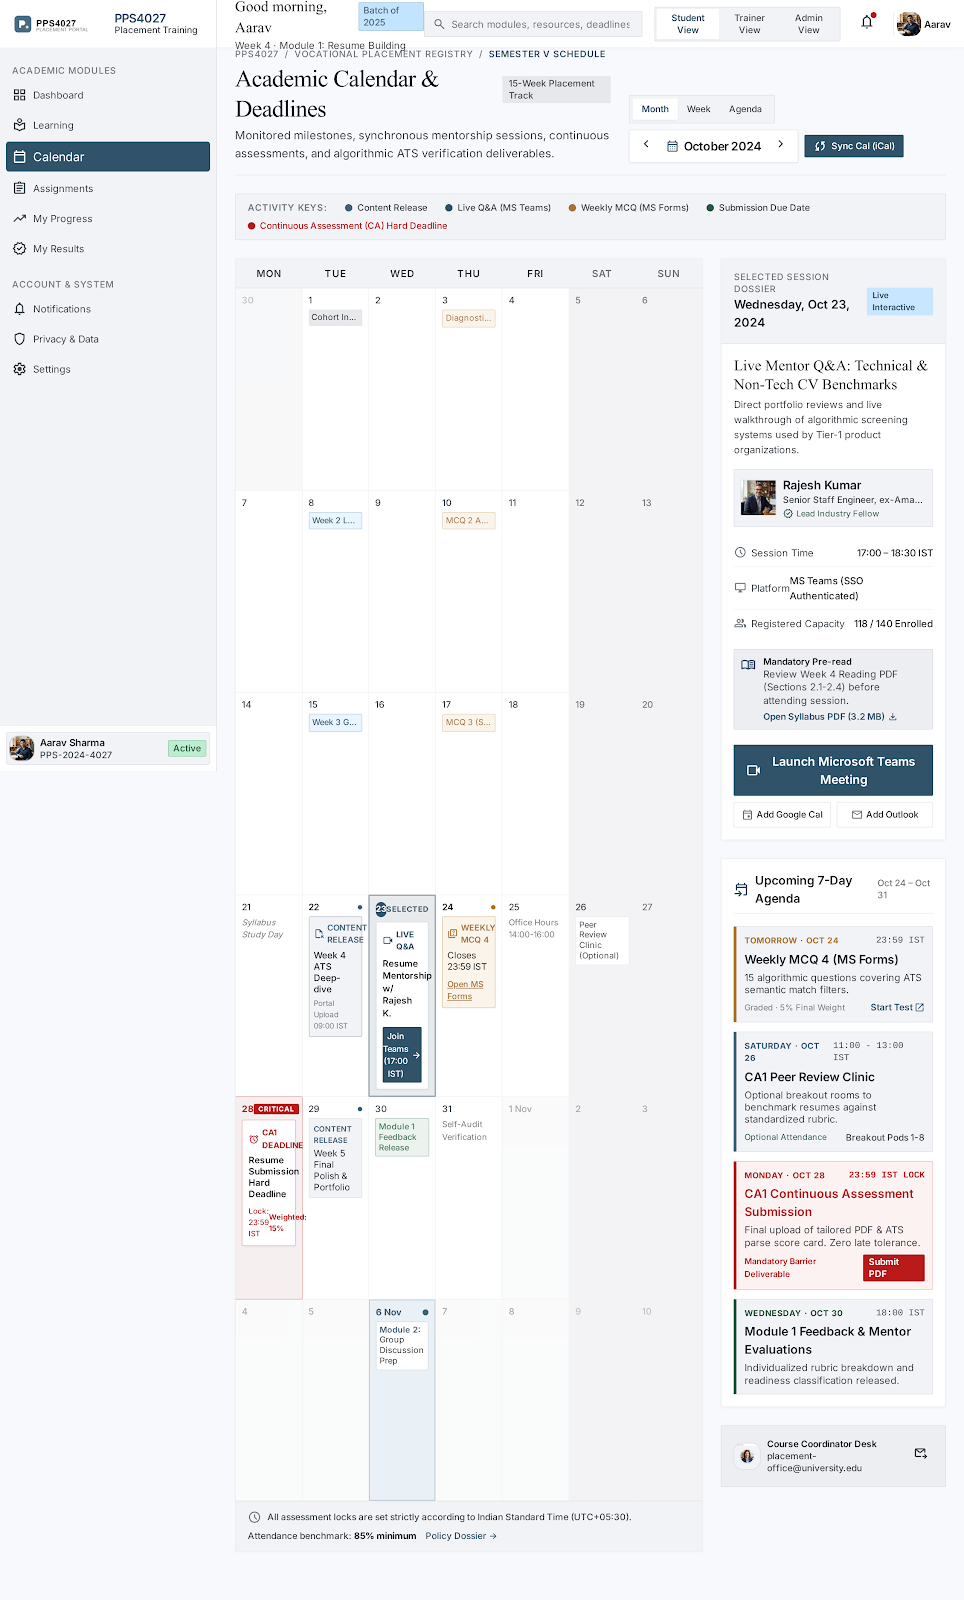 PPS4027
PLACEMENT PORTAL
PPS4027
Placement Training
Good morning,
Aarav
Batch of
2025
Week 4 · Module 1: Resume Building
Search modules, resources, deadlines
Student
View
Trainer
View
Admin
View
Aarav
ACADEMIC MODULES
Dashboard
Learning
Calendar
Assignments
My Progress
My Results
ACCOUNT & SYSTEM
Notifications
Privacy & Data
Settings
Aarav Sharma
PPS-2024-4027
Active
PPS4027 / VOCATIONAL PLACEMENT REGISTRY / SEMESTER V SCHEDULE
Academic Calendar &
Deadlines
15-Week Placement
Track
Monitored milestones, synchronous mentorship sessions, continuous
assessments, and algorithmic ATS verification deliverables.
Month
Week
Agenda
October 2024
Sync Cal (iCal)
ACTIVITY KEYS:
Content Release
Live Q&A (MS Teams)
Weekly MCQ (MS Forms)
Submission Due Date
Continuous Assessment (CA) Hard Deadline
MON
TUE
WED
THU
FRI
SAT
SUN
30
1
Cohort In...
2
3
Diagnosti...
4
5
6
7
8
Week 2 L...
9
10
MCQ 2 A...
11
12
13
14
15
Week 3 G...
16
17
MCQ 3 (S...
18
19
20
21
Syllabus
Study Day
22
CONTENT
RELEASE
Week 4
ATS
Deep-
dive
Portal
Upload
09:00 IST
23
SELECTED
LIVE
Q&A
Resume
Mentorship
w/
Rajesh
K.
Join
Teams
(17:00
IST)
24
WEEKLY
MCQ 4
Closes
23:59 IST
Open MS
Forms
25
Office Hours
14:00-16:00
26
Peer
Review
Clinic
(Optional)
27
28
CRITICAL
CA1
DEADLINE
Resume
Submission
Hard
Deadline
Lock:
23:59
IST
Weighted:
15%
29
CONTENT
RELEASE
Week 5
Final
Polish &
Portfolio
30
Module 1
Feedback
Release
31
Self-Audit
Verification
1 Nov
2
3
4
5
6 Nov
Module 2:
Group
Discussion
Prep
7
8
9
10
All assessment locks are set strictly according to Indian Standard Time (UTC+05:30).
Attendance benchmark: 85% minimum
Policy Dossier →
SELECTED SESSION
DOSSIER
Wednesday, Oct 23,
2024
Live
Interactive
Live Mentor Q&A: Technical &
Non-Tech CV Benchmarks
Direct portfolio reviews and live
walkthrough of algorithmic screening
systems used by Tier-1 product
organizations.
Rajesh Kumar
Senior Staff Engineer, ex-Ama...
Lead Industry Fellow
Session Time
17:00 – 18:30 IST
Platform
MS Teams (SSO
Authenticated)
Registered Capacity
118 / 140 Enrolled
Mandatory Pre-read
Review Week 4 Reading PDF
(Sections 2.1-2.4) before
attending session.
Open Syllabus PDF (3.2 MB)
Launch Microsoft Teams
Meeting
Add Google Cal
Add Outlook
Upcoming 7-Day
Agenda
Oct 24 – Oct
31
TOMORROW · OCT 24
23:59 IST
Weekly MCQ 4 (MS Forms)
15 algorithmic questions covering ATS
semantic match filters.
Graded · 5% Final Weight
Start Test
SATURDAY · OCT
26
11:00 - 13:00
IST
CA1 Peer Review Clinic
Optional breakout rooms to
benchmark resumes against
standardized rubric.
Optional Attendance
Breakout Pods 1-8
MONDAY · OCT 28
23:59 IST LOCK
CA1 Continuous Assessment
Submission
Final upload of tailored PDF & ATS
parse score card. Zero late tolerance.
Mandatory Barrier
Deliverable
Submit
PDF
WEDNESDAY · OCT 30
18:00 IST
Module 1 Feedback & Mentor
Evaluations
Individualized rubric breakdown and
readiness classification released.
Course Coordinator Desk
placement-
office@university.edu